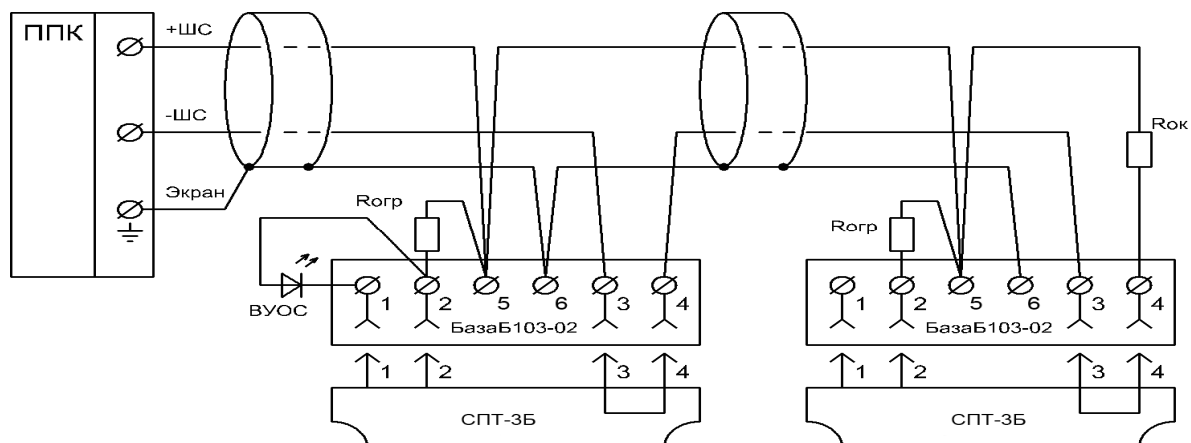 ППК
+ШС
-ШС
Экран
Rок
Rогр
Rогр
ВУОС
1 2 5 6 3 4
БазаБ103-02
1 2 5 6 3 4
БазаБ103-02
1 2 3 4
СПТ-3Б
1 2 3 4
СПТ-3Б